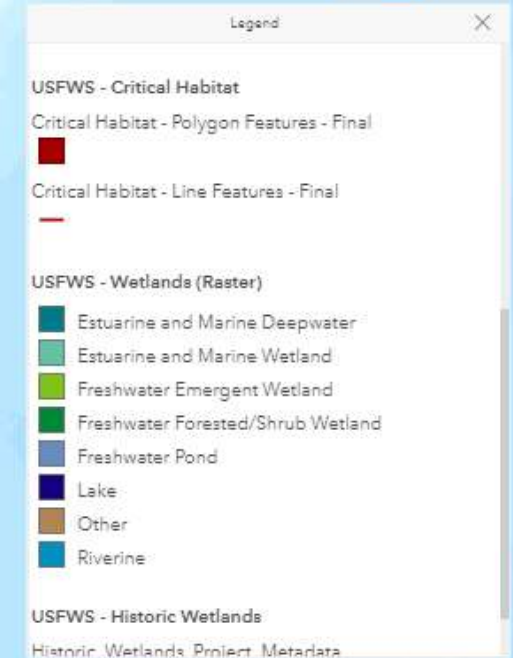 Legend
USFWS - Critical Habitat
Critical Habitat - Polygon Features - Final
Critical Habitat - Line Features - Final
USFWS - Wetlands (Raster)
Estuarine and Marine Deepwater
Estuarine and Marine Wetland
Freshwater Emergent Wetland
Freshwater Forested/Shrub Wetland
Freshwater Pond
Lake
Other
Riverine
USFWS - Historic Wetlands
Historic_Wetlands_Project_Metadata